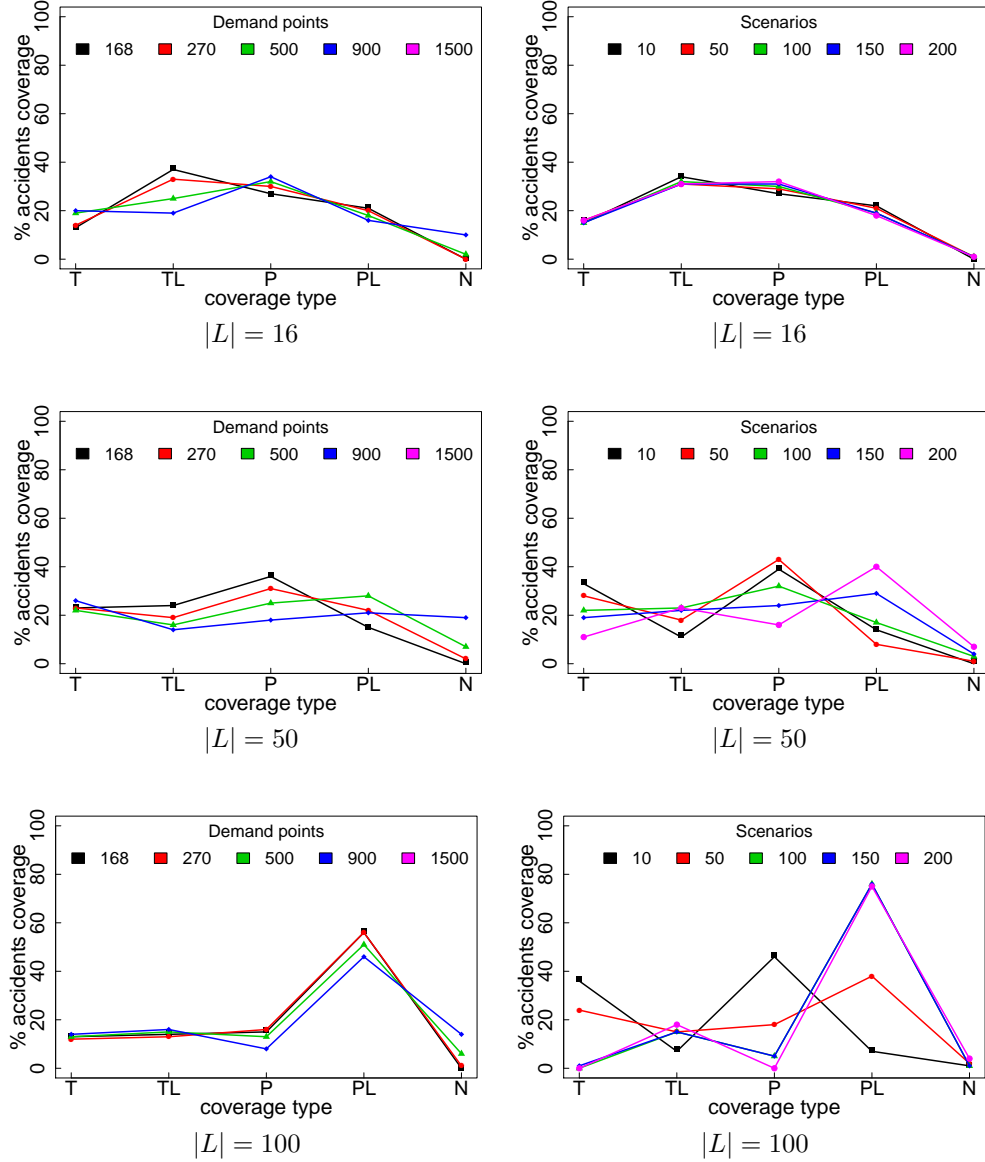 Demand points
168 270 500 900 1500
% accidents coverage
0 20 40 60 80 100
T TL P PL N
coverage type
|L| = 16
Scenarios
10 50 100 150 200
% accidents coverage
0 20 40 60 80 100
T TL P PL N
coverage type
|L| = 16
Demand points
168 270 500 900 1500
% accidents coverage
0 20 40 60 80 100
T TL P PL N
coverage type
|L| = 50
Scenarios
10 50 100 150 200
% accidents coverage
0 20 40 60 80 100
T TL P PL N
coverage type
|L| = 50
Demand points
168 270 500 900 1500
% accidents coverage
0 20 40 60 80 100
T TL P PL N
coverage type
|L| = 100
Scenarios
10 50 100 150 200
% accidents coverage
0 20 40 60 80 100
T TL P PL N
coverage type
|L| = 100